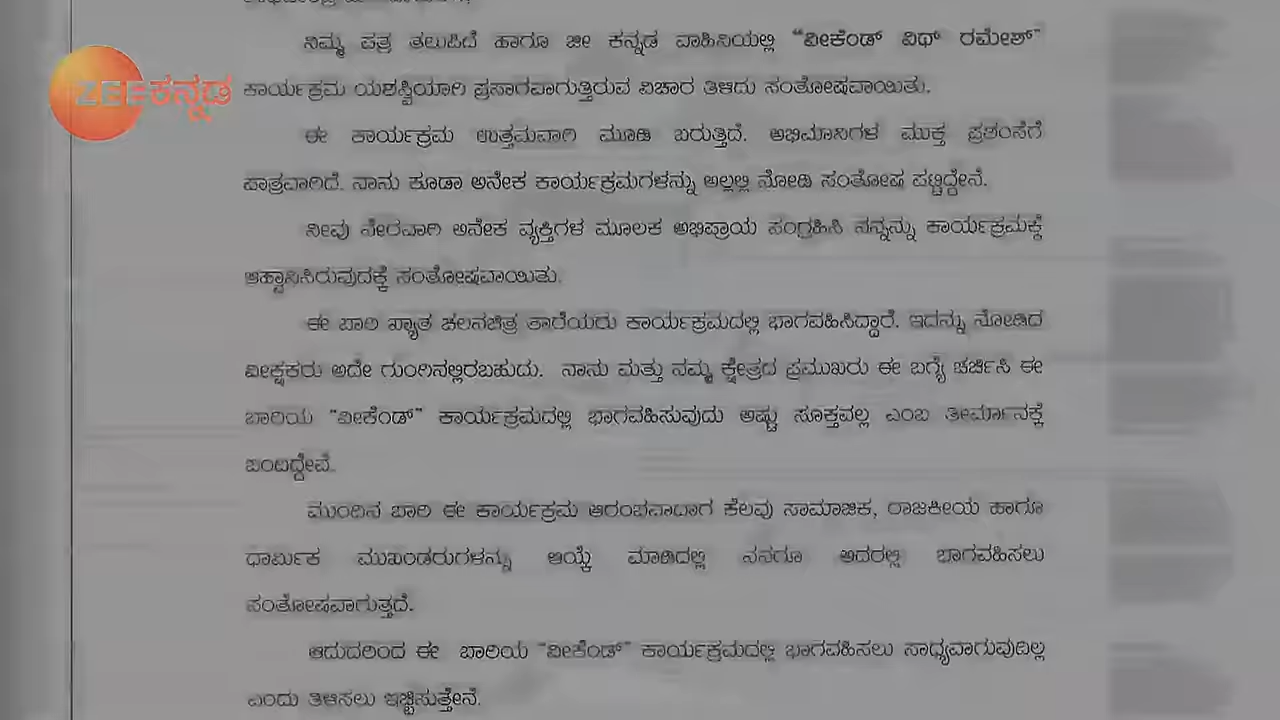 ನಿಮ್ಮ ಪತ್ರ ತಲುಪಿದೆ ಹಾಗೂ ಜೀ ಕನ್ನಡ ವಾಹಿನಿಯಲ್ಲಿ “ವೀಕೆಂಡ್ ವಿಥ್ ರಮೇಶ್”
ZEE ಕನ್ನಡ
ಕಾರ್ಯಕ್ರಮ ಯಶಸ್ವಿಯಾಗಿ ಪ್ರಸಾರವಾಗುತ್ತಿರುವ ವಿಚಾರ ತಿಳಿದು ಸಂತೋಷವಾಯಿತು.
ಈ ಕಾರ್ಯಕ್ರಮ ಉತ್ತಮವಾಗಿ ಮೂಡಿ ಬರುತ್ತಿದೆ. ಅಭಿಮಾನಿಗಳ ಮುಕ್ತ ಪ್ರಶಂಸೆಗೆ
ಪಾತ್ರವಾಗಿದೆ. ನಾನು ಕೂಡಾ ಅನೇಕ ಕಾರ್ಯಕ್ರಮಗಳನ್ನು ಅಲ್ಲಲ್ಲಿ ನೋಡಿ ಸಂತೋಷ ಪಟ್ಟಿದ್ದೇನೆ.
ನೀವು ನೇರವಾಗಿ ಅನೇಕ ವ್ಯಕ್ತಿಗಳ ಮೂಲಕ ಅಭಿಪ್ರಾಯ ಸಂಗ್ರಹಿಸಿ ನನ್ನನ್ನು ಕಾರ್ಯಕ್ರಮಕ್ಕೆ
ಆಹ್ವಾನಿಸಿರುವುದಕ್ಕೆ ಸಂತೋಷವಾಯಿತು.
ಈ ಬಾರಿ ಖ್ಯಾತ ಚಲನಚಿತ್ರ ತಾರೆಯರು ಕಾರ್ಯಕ್ರಮದಲ್ಲಿ ಭಾಗವಹಿಸಿದ್ದಾರೆ. ಇದನ್ನು ನೋಡಿದ
ವೀಕ್ಷಕರು ಅದೇ ಗುಂಗಿನಲ್ಲಿರಬಹುದು. ನಾನು ಮತ್ತು ನಮ್ಮ ಕ್ಷೇತ್ರದ ಪ್ರಮುಖರು ಈ ಬಗ್ಯೆ ಚರ್ಚಿಸಿ ಈ
ಬಾರಿಯ “ವೀಕೆಂಡ್” ಕಾರ್ಯಕ್ರಮದಲ್ಲಿ ಭಾಗವಹಿಸುವುದು ಅಷ್ಟು ಸೂಕ್ತವಲ್ಲ ಎಂಬ ತೀರ್ಮಾನಕ್ಕೆ
ಬಂದಿದ್ದೇವೆ.
ಮುಂದಿನ ಬಾರಿ ಈ ಕಾರ್ಯಕ್ರಮ ಆರಂಭವಾದಾಗ ಕೆಲವು ಸಾಮಾಜಿಕ, ರಾಜಕೀಯ ಹಾಗೂ
ಧಾರ್ಮಿಕ ಮುಖಂಡರುಗಳನ್ನು ಆಯ್ಕೆ ಮಾಡಿದಲ್ಲಿ ನನಗೂ ಅದರಲ್ಲಿ ಭಾಗವಹಿಸಲು
ಸಂತೋಷವಾಗುತ್ತದೆ.
ಆದುದರಿಂದ ಈ ಬಾರಿಯ “ವೀಕೆಂಡ್” ಕಾರ್ಯಕ್ರಮದಲ್ಲಿ ಭಾಗವಹಿಸಲು ಸಾಧ್ಯವಾಗುವುದಿಲ್ಲ
ಎಂದು ತಿಳಿಸಲು ಇಚ್ಛಿಸುತ್ತೇನೆ.